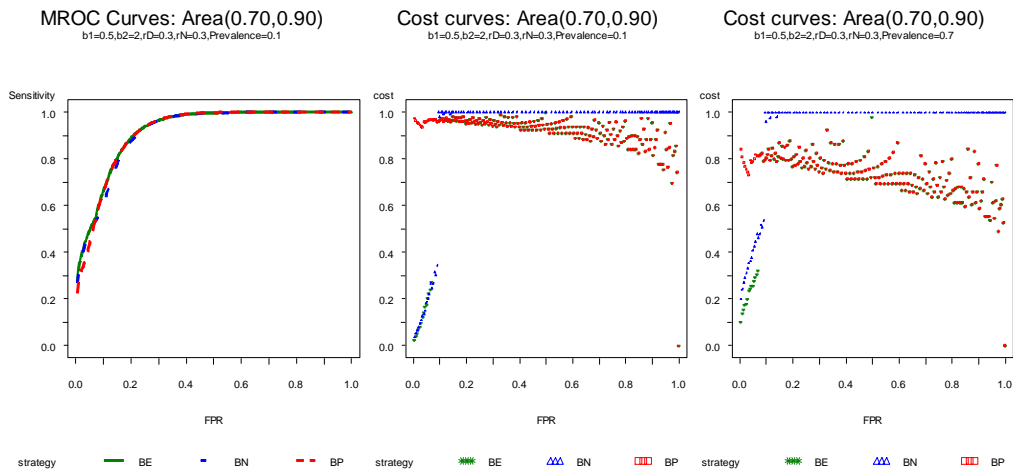 MROC Curves: Area(0.70,0.90)
b1=0.5,b2=2,rD=0.3,rN=0.3,Prevalence=0.1
Sensitivity
1.0
0.8
0.6
0.4
0.2
0.0
0.0 0.2 0.4 0.6 0.8 1.0
FPR
strategy BE BN BP
Cost curves: Area(0.70,0.90)
b1=0.5,b2=2,rD=0.3,rN=0.3,Prevalence=0.1
cost
1.0
0.8
0.6
0.4
0.2
0.0
0.0 0.2 0.4 0.6 0.8 1.0
FPR
strategy BE BN BP
Cost curves: Area(0.70,0.90)
b1=0.5,b2=2,rD=0.3,rN=0.3,Prevalence=0.7
cost
1.0
0.8
0.6
0.4
0.2
0.0
0.0 0.2 0.4 0.6 0.8 1.0
FPR
strategy BE BN BP